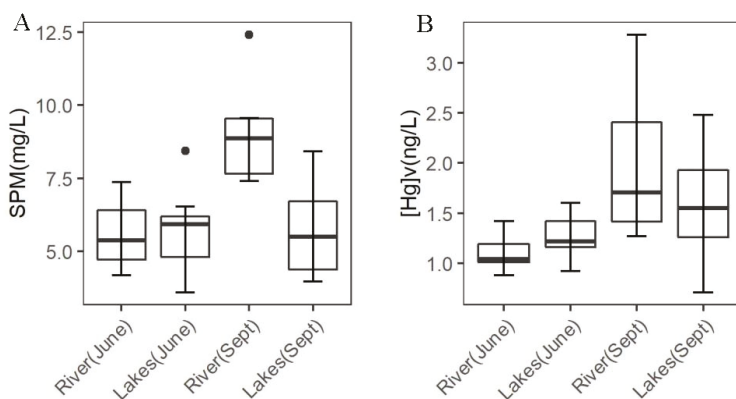 A
SPM(mg/L)
12.5
10.0
7.5
5.0
River(June)
Lakes(June)
River(Sept)
Lakes(Sept)
B
[Hg]v(ng/L)
3.0
2.5
2.0
1.5
1.0
River(June)
Lakes(June)
River(Sept)
Lakes(Sept)